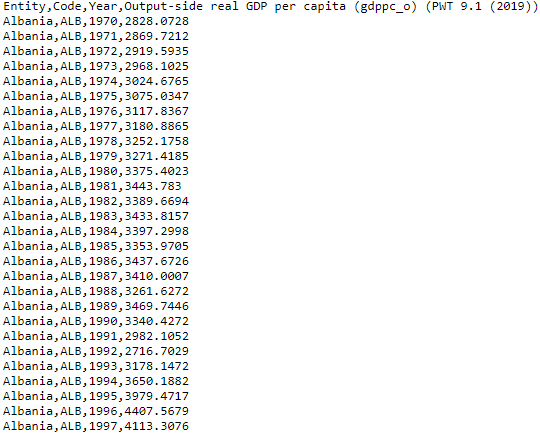 Entity,Code,Year,Output-side real GDP per capita (gdppc_o) (PWT 9.1 (2019))
Albania,ALB,1970,2828.0728
Albania,ALB,1971,2869.7212
Albania,ALB,1972,2919.5935
Albania,ALB,1973,2968.1025
Albania,ALB,1974,3024.6765
Albania,ALB,1975,3075.0347
Albania,ALB,1976,3117.8367
Albania,ALB,1977,3180.8865
Albania,ALB,1978,3252.1758
Albania,ALB,1979,3271.4185
Albania,ALB,1980,3375.4023
Albania,ALB,1981,3443.783
Albania,ALB,1982,3389.6694
Albania,ALB,1983,3433.8157
Albania,ALB,1984,3397.2998
Albania,ALB,1985,3353.9705
Albania,ALB,1986,3437.6726
Albania,ALB,1987,3410.0007
Albania,ALB,1988,3261.6272
Albania,ALB,1989,3469.7446
Albania,ALB,1990,3340.4272
Albania,ALB,1991,2982.1052
Albania,ALB,1992,2716.7029
Albania,ALB,1993,3178.1472
Albania,ALB,1994,3650.1882
Albania,ALB,1995,3979.4717
Albania,ALB,1996,4407.5679
Albania,ALB,1997,4113.3076